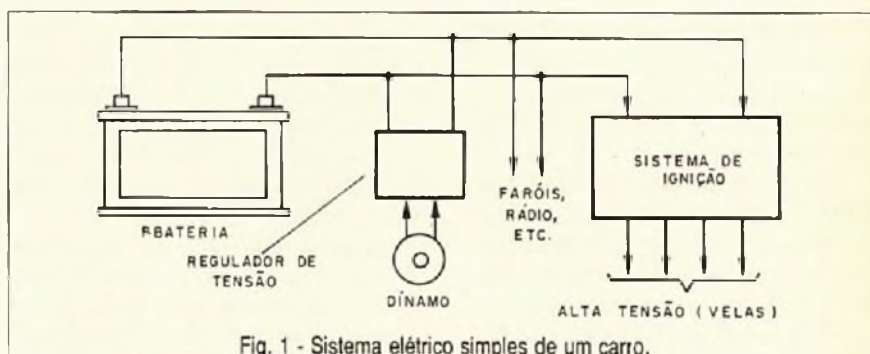 RBATERIA
REGULADOR DE
TENSÃO
DÍNAMO
FARÓIS,
RÁDIO,
ETC.
SISTEMA DE
IGNIÇÃO
ALTA TENSÃO (VELAS)
Fig. 1 - Sistema elétrico simples de um carro.